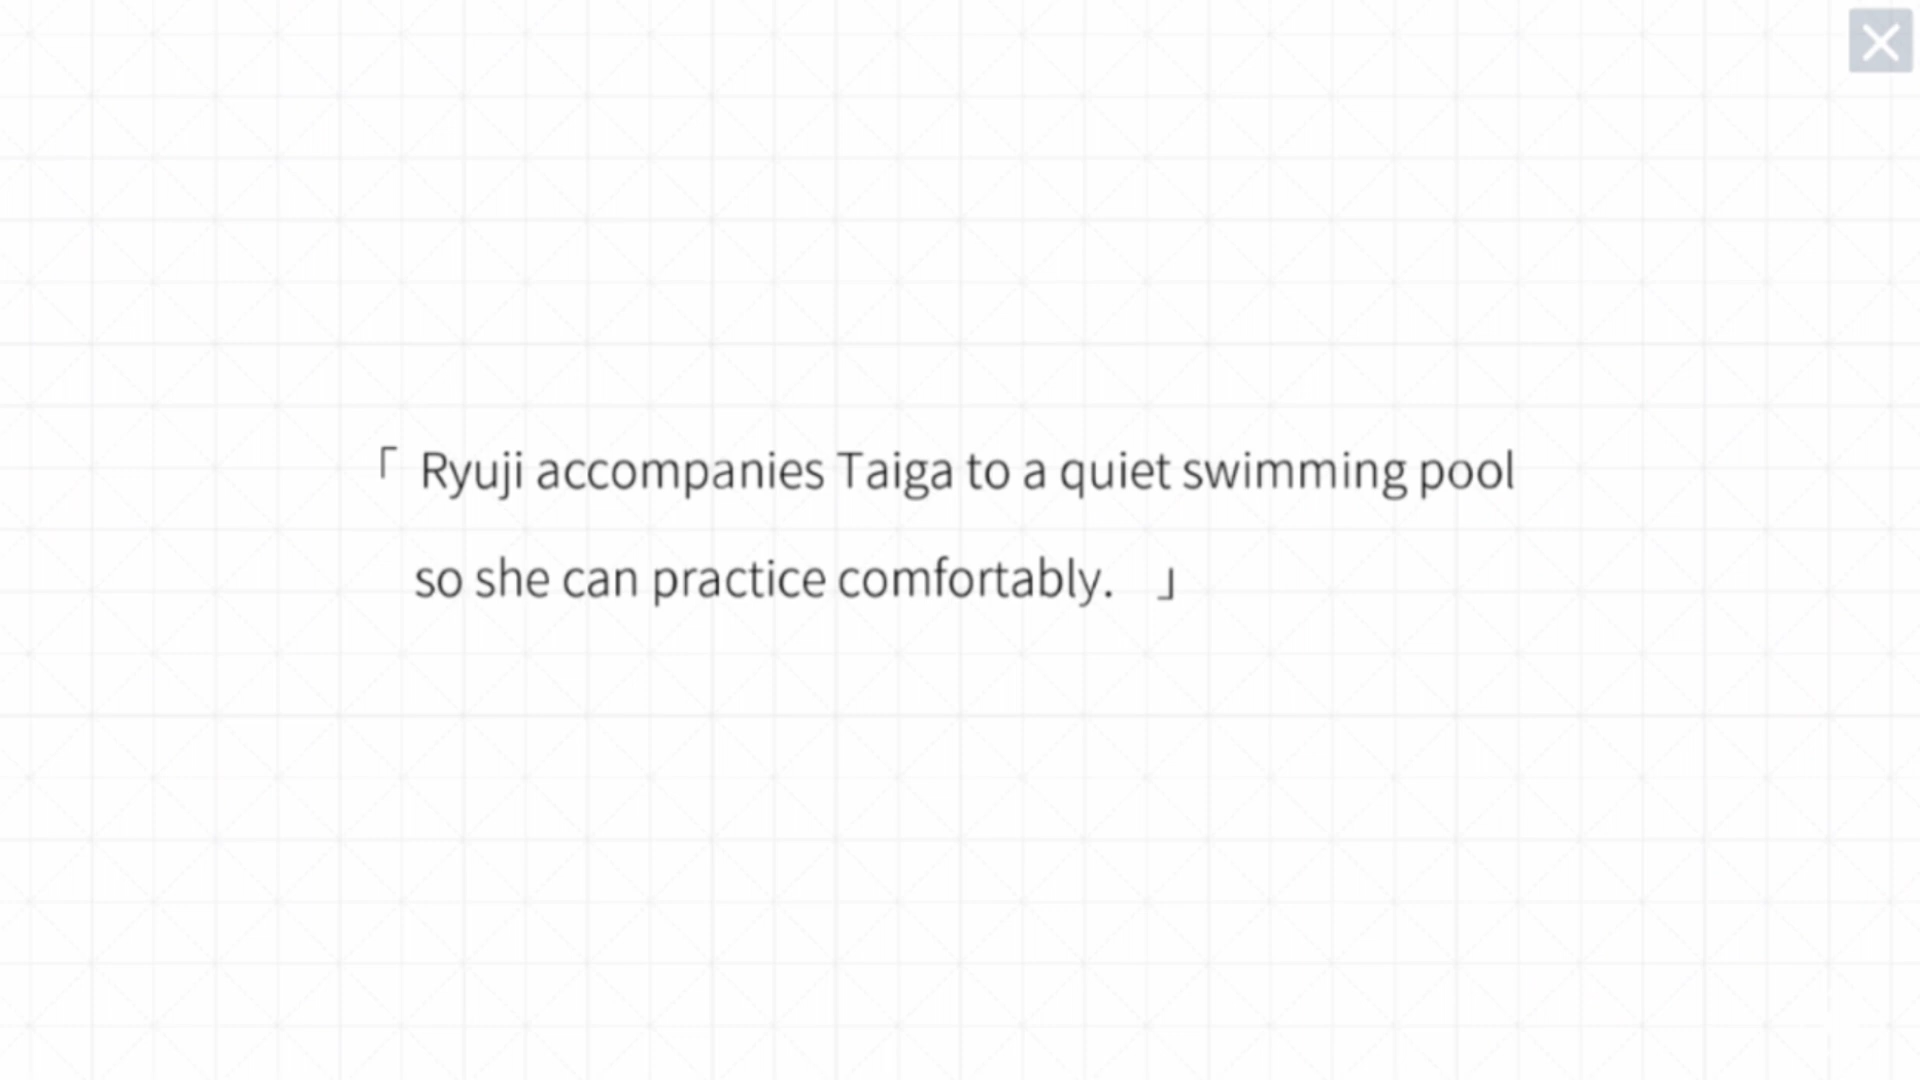 「 Ryuji accompanies Taiga to a quiet swimming pool
so she can practice comfortably. 」